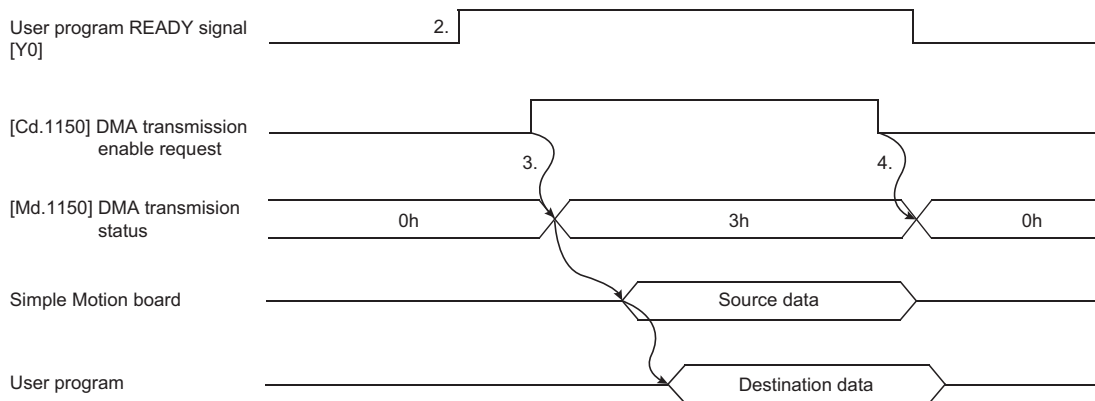 User program READY signal
[Y0]
2.
[Cd.1150] DMA transmission
enable request
3.
4.
[Md.1150] DMA transmision
status
0h
3h
0h
Simple Motion board
Source data
User program
Destination data